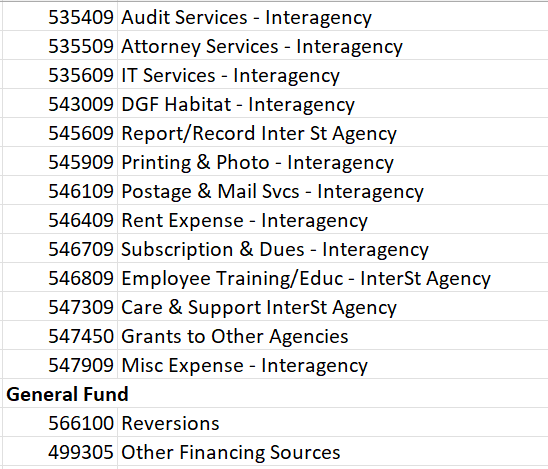 535409 Audit Services - Interagency
535509 Attorney Services - Interagency
535609 IT Services - Interagency
543009 DGF Habitat - Interagency
545609 Report/Record Inter St Agency
545909 Printing & Photo - Interagency
546109 Postage & Mail Svcs - Interagency
546409 Rent Expense - Interagency
546709 Subscription & Dues - Interagency
546809 Employee Training/Educ - InterSt Agency
547309 Care & Support InterSt Agency
547450 Grants to Other Agencies
547909 Misc Expense - Interagency
General Fund
566100 Reversions
499305 Other Financing Sources